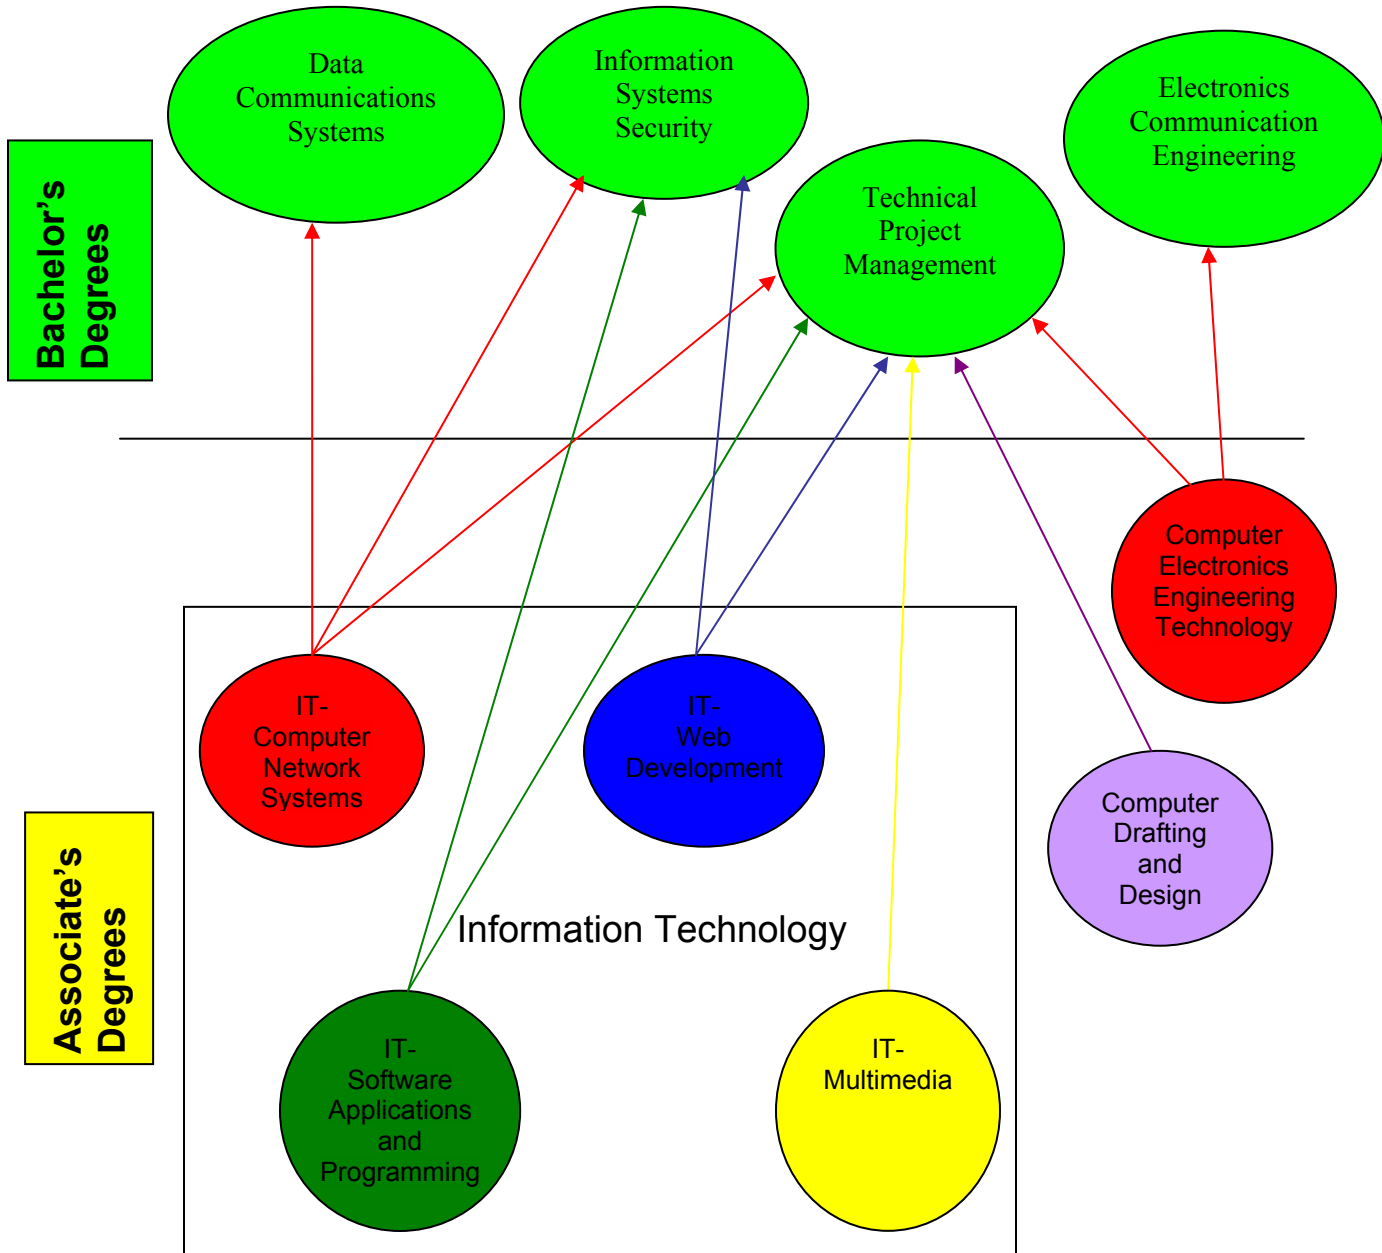 Data
Communications
Systems
Information
Systems
Security
Electronics
Communication
Engineering
Technical
Project
Management
Bachelor's
Degrees
Computer
Electronics
Engineering
Technology
IT-
Computer
Network
Systems
IT-
Web
Development
Computer
Drafting
and
Design
Information Technology
Associate's
Degrees
IT-
Software
Applications
and
Programming
IT-
Multimedia